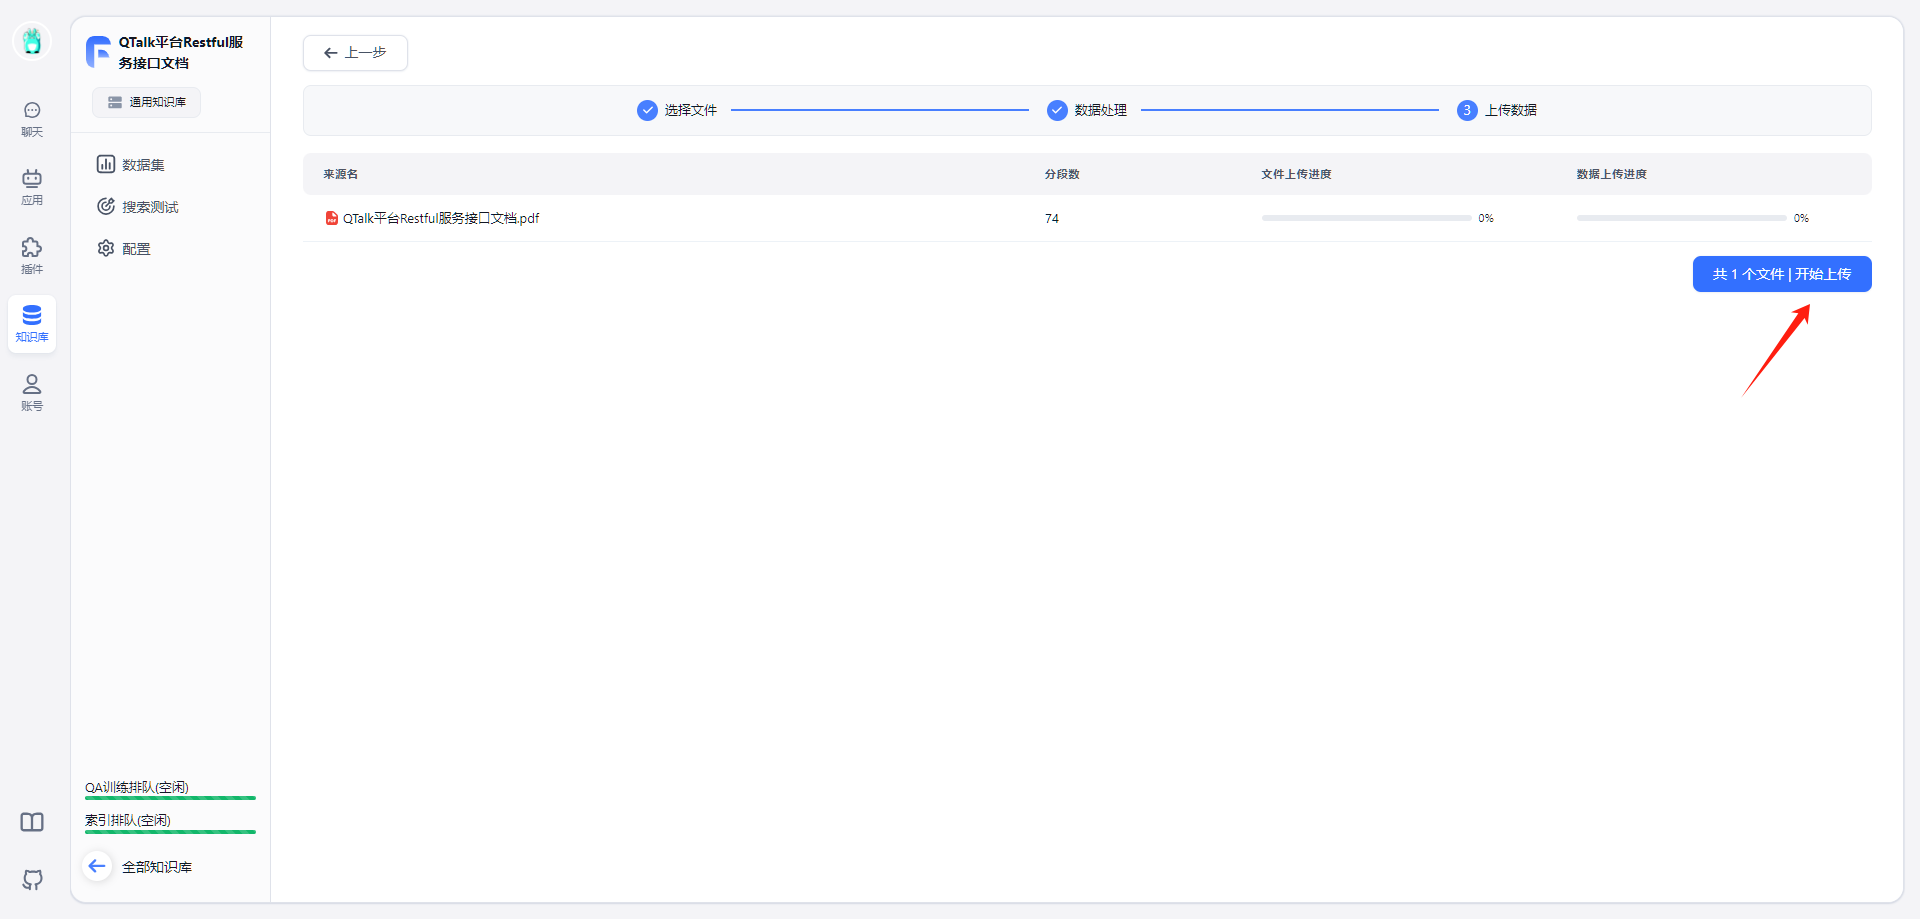 QTalk平台Restful服
务接口文档
通用知识库
聊天
应用
插件
知识库
账号
数据集
搜索测试
配置
QA训练排队(空闲)
索引排队(空闲)
全部知识库
上一步
选择文件
数据处理
3 上传数据
来源名 分段数 文件上传进度 数据上传进度
QTalk平台Restful服务接口文档.pdf 74 0% 0%
共 1 个文件 | 开始上传